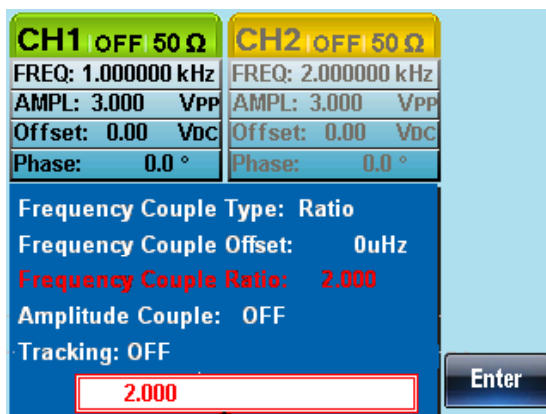 CH1 OFF 50 Ω CH2 OFF 50 Ω
FREQ: 1.000000 kHz FREQ: 2.000000 kHz
AMPL: 3.000 VPP AMPL: 3.000 VPP
Offset: 0.00 VDC Offset: 0.00 VDC
Phase: 0.0 ° Phase: 0.0 °
Frequency Couple Type: Ratio
Frequency Couple Offset: 0uHz
Frequency Couple Ratio: 2.000
Amplitude Couple: OFF
Tracking: OFF
2.000
Enter